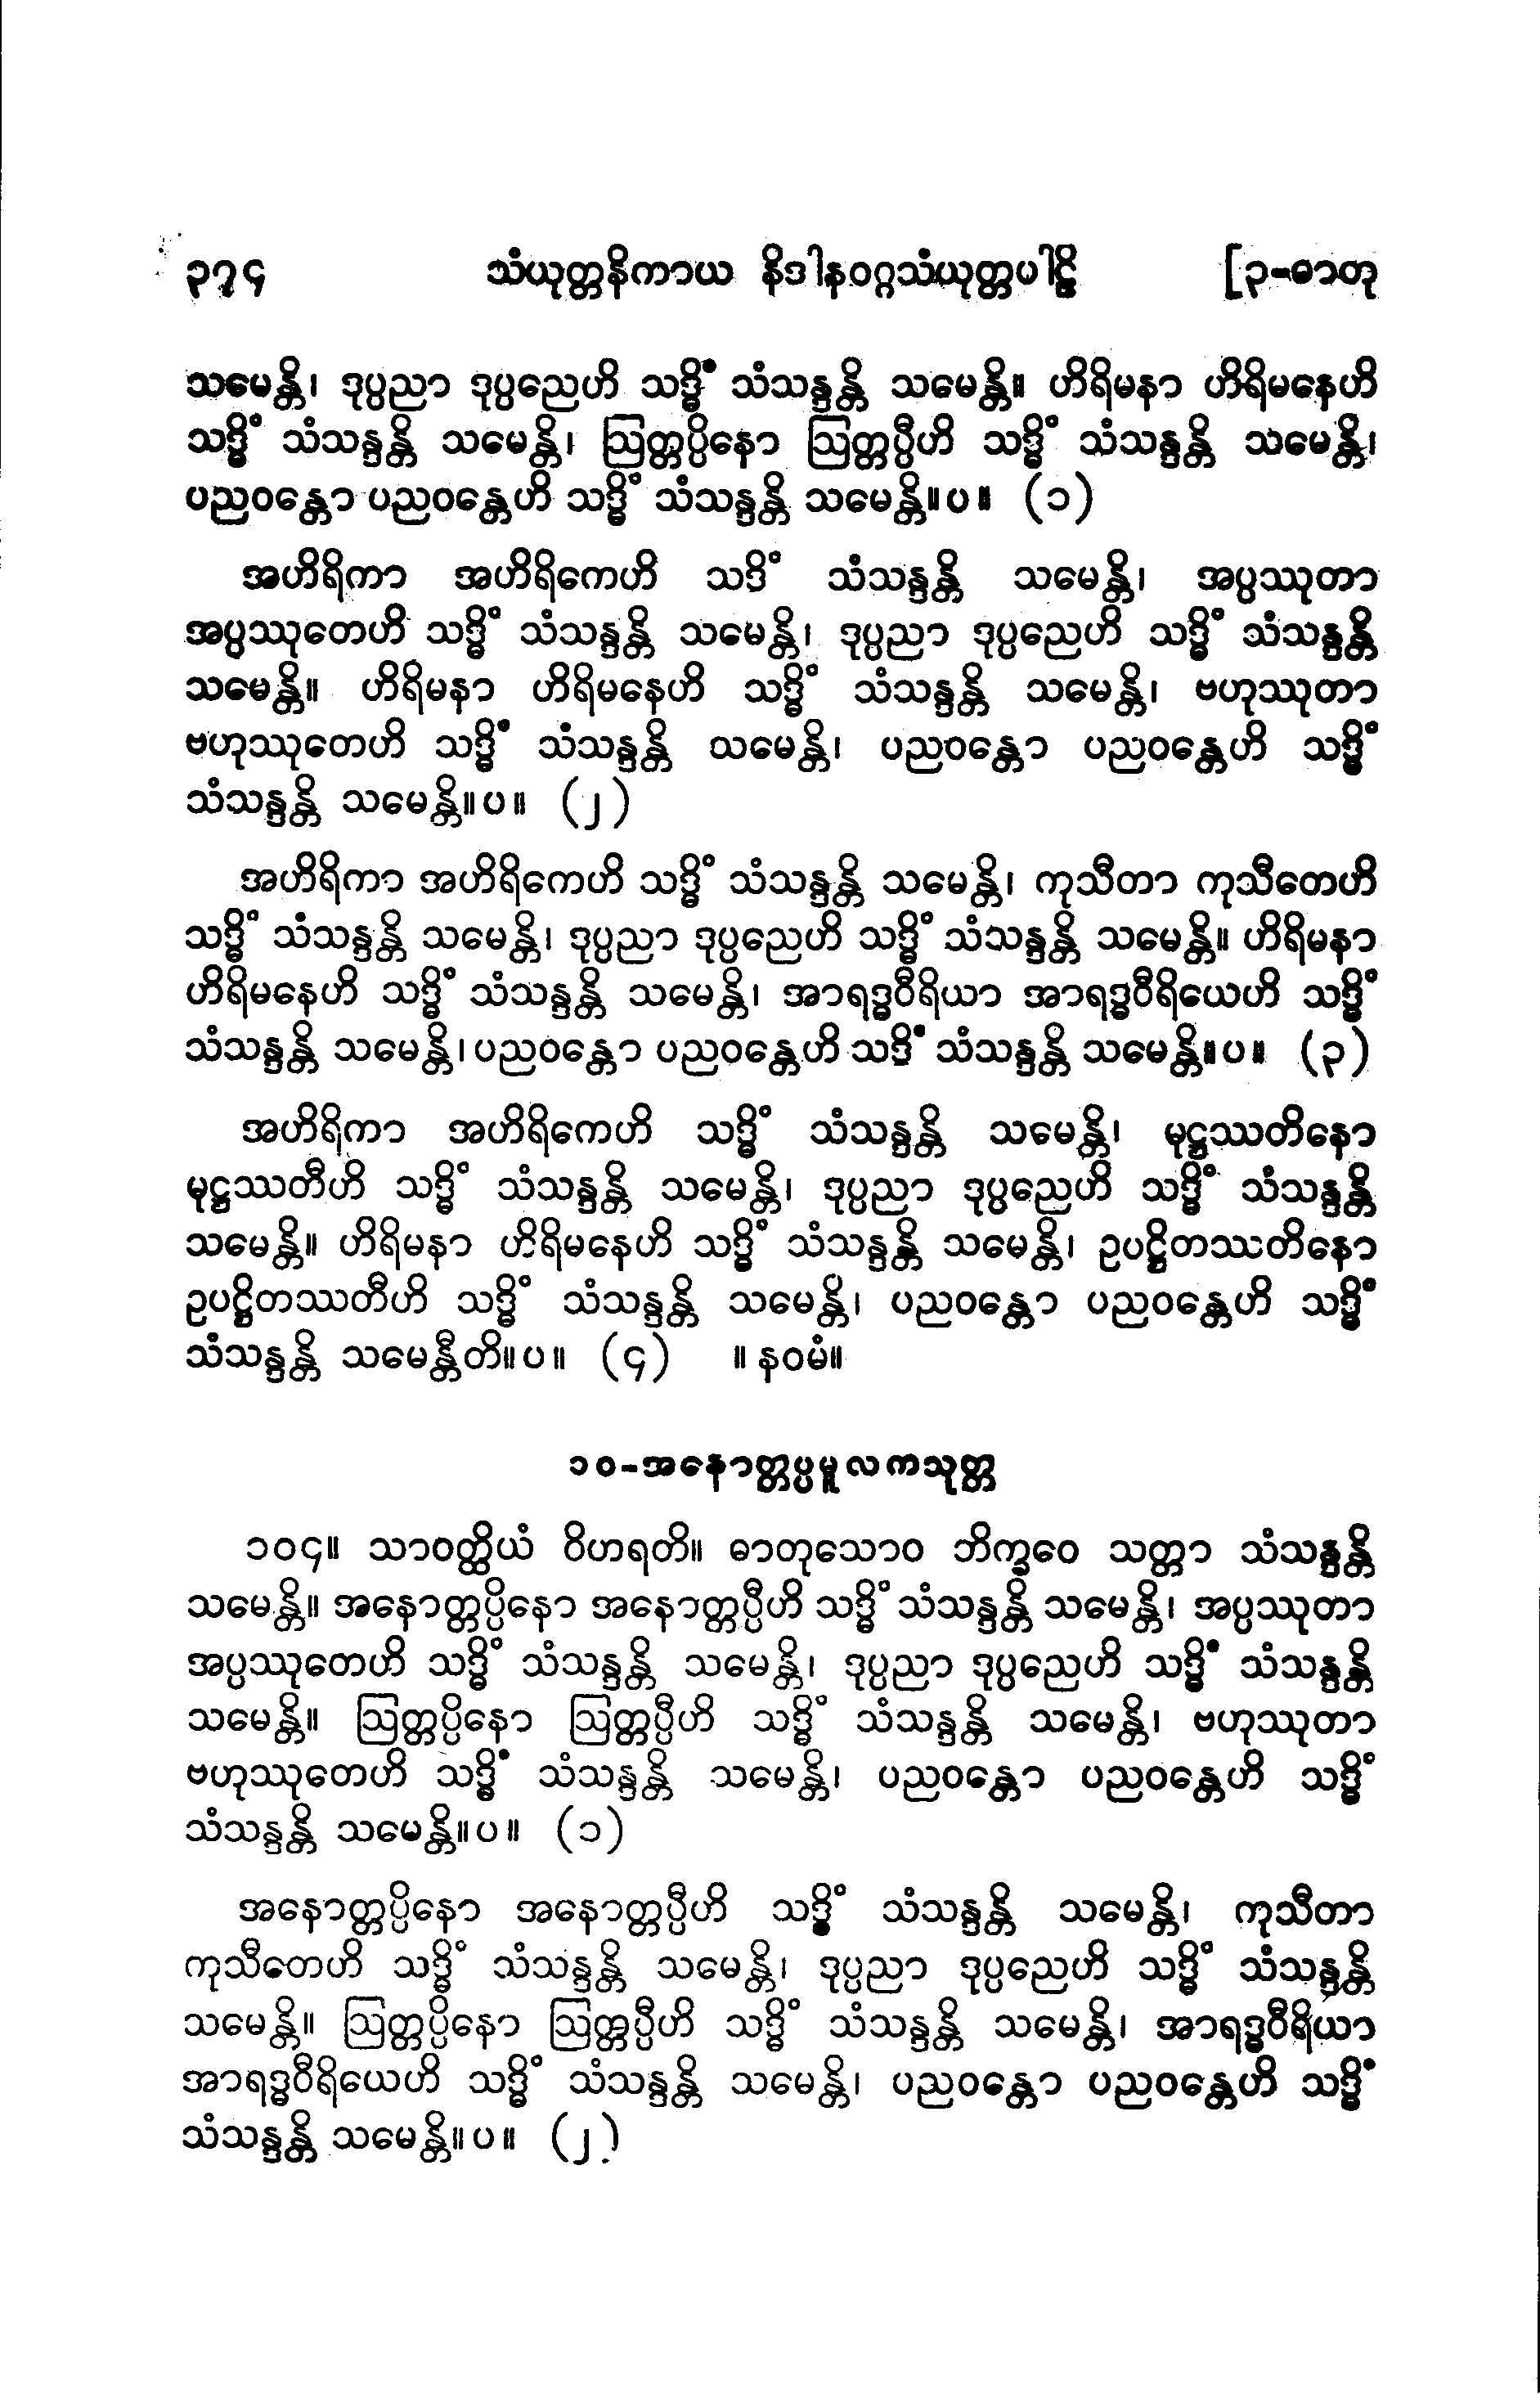 ၃၇၄ သံယုတ္တနိကာယ နိဒါနဝဂ္ဂသံယုတ္တပါဠိ [၃-ဓာတု
သမေန္တိ၊ ဒုပ္ပညာ ဒုပ္ပညေဟိ သဒ္ဓိံ သံသန္ဒန္တိ သမေန္တိ။ ဟိရိမနာ ဟိရိမနေဟိ
သဒ္ဓိံ သံသန္ဒန္တိ သမေန္တိ၊ ဩတ္တပ္ပိနော ဩတ္တပ္ပီဟိ သဒ္ဓိံ သံသန္ဒန္တိ သမေန္တိ၊
ပညဝန္တော ပညဝန္တေဟိ သဒ္ဓိံ သံသန္ဒန္တိ သမေန္တိ။ပ။ (၁)
အဟိရိကာ အဟိရိကေဟိ သဒိံ သံသန္ဒန္တိ သမေန္တိ၊ အပ္ပဿုတာ
အပ္ပဿုတေဟိ သဒ္ဓိံ သံသန္ဒန္တိ သမေန္တိ၊ ဒုပ္ပညာ ဒုပ္ပညေဟိ သဒ္ဓိံ သံသန္ဒန္တိ
သမေန္တိ။ ဟိရိမနာ ဟိရိမနေဟိ သဒ္ဓိံ သံသန္ဒန္တိ သမေန္တိ၊ ဗဟုဿုတာ
ဗဟုဿုတေဟိ သဒ္ဓိံ သံသန္ဒန္တိ သမေန္တိ၊ ပညဝန္တော ပညဝန္တေဟိ သဒ္ဓိံ
သံသန္ဒန္တိ သမေန္တိ။ပ။ (၂)
အဟိရိကာ အဟိရိကေဟိ သဒ္ဓိံ သံသန္ဒန္တိ သမေန္တိ၊ ကုသီတာ ကုသီတေဟိ
သဒ္ဓိံ သံသန္ဒန္တိ သမေန္တိ၊ ဒုပ္ပညာ ဒုပ္ပညေဟိ သဒ္ဓိံ သံသန္ဒန္တိ သမေန္တိ။ ဟိရိမနာ
ဟိရိမနေဟိ သဒ္ဓိံ သံသန္ဒန္တိ သမေန္တိ၊ အာရဒ္ဓဝီရိယာ အာရဒ္ဓဝီရိယေဟိ သဒ္ဓိံ
သံသန္ဒန္တိ သမေန္တိ၊ ပညဝန္တော ပညဝန္တေဟိ သဒ္ဓိံ သံသန္ဒန္တိ သမေန္တိ။ပ။ (၃)
အဟိရိကာ အဟိရိကေဟိ သဒ္ဓိံ သံသန္ဒန္တိ သမေန္တိ၊ မုဋ္ဌဿတိနော
မုဋ္ဌဿတီဟိ သဒ္ဓိံ သံသန္ဒန္တိ သမေန္တိ၊ ဒုပ္ပညာ ဒုပ္ပညေဟိ သဒ္ဓိံ သံသန္ဒန္တိ
သမေန္တိ။ ဟိရိမနာ ဟိရိမနေဟိ သဒ္ဓိံ သံသန္ဒန္တိ သမေန္တိ၊ ဥပဋ္ဌိတဿတိနော
ဥပဋ္ဌိတဿတီဟိ သဒ္ဓိံ သံသန္ဒန္တိ သမေန္တိ၊ ပညဝန္တော ပညဝန္တေဟိ သဒ္ဓိံ
သံသန္ဒန္တိ သမေန္တီတိ။ပ။ (၄) ။ နဝမံ။
၁၀-အနောတ္တပ္ပမူလကသုတ္တ
၁၀၄။ သာဝတ္ထိယံ ဝိဟရတိ။ ဓာတုသောဝ ဘိက္ခဝေ သတ္တာ သံသန္ဒန္တိ
သမေန္တိ။ အနောတ္တပ္ပိနော အနောတ္တပ္ပီဟိ သဒ္ဓိံ သံသန္ဒန္တိ သမေန္တိ၊ အပ္ပဿုတာ
အပ္ပဿုတေဟိ သဒ္ဓိံ သံသန္ဒန္တိ သမေန္တိ၊ ဒုပ္ပညာ ဒုပ္ပညေဟိ သဒ္ဓိံ သံသန္ဒန္တိ
သမေန္တိ။ ဩတ္တပ္ပိနော ဩတ္တပ္ပီဟိ သဒ္ဓိံ သံသန္ဒန္တိ သမေန္တိ၊ ဗဟုဿုတာ
ဗဟုဿုတေဟိ သဒ္ဓိံ သံသန္ဒန္တိ သမေန္တိ၊ ပညဝန္တော ပညဝန္တေဟိ သဒ္ဓိံ
သံသန္ဒန္တိ သမေန္တိ။ပ။ (၁)
အနောတ္တပ္ပိနော အနောတ္တပ္ပီဟိ သဒ္ဓိံ သံသန္ဒန္တိ သမေန္တိ၊ ကုသီတာ
ကုသီတေဟိ သဒ္ဓိံ သံသန္ဒန္တိ သမေန္တိ၊ ဒုပ္ပညာ ဒုပ္ပညေဟိ သဒ္ဓိံ သံသန္ဒန္တိ
သမေန္တိ။ ဩတ္တပ္ပိနော ဩတ္တပ္ပီဟိ သဒ္ဓိံ သံသန္ဒန္တိ သမေန္တိ၊ အာရဒ္ဓဝီရိယာ
အာရဒ္ဓဝီရိယေဟိ သဒ္ဓိံ သံသန္ဒန္တိ သမေန္တိ၊ ပညဝန္တော ပညဝန္တေဟိ သဒ္ဓိံ
သံသန္ဒန္တိ သမေန္တိ။ပ။ (၂)